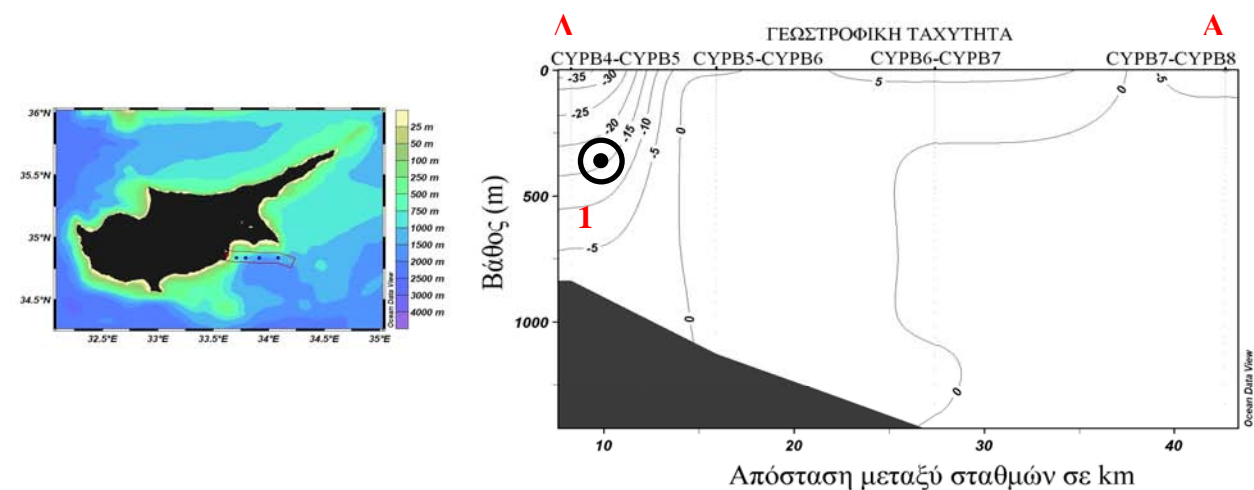 36°N
35.5°N
35°N
34.5°N
32.5°E
33°E
33.5°E
34°E
34.5°E
35°E
25 m
50 m
100 m
250 m
500 m
750 m
1000 m
1500 m
2000 m
2500 m
3000 m
4000 m
Ocean Data View
Δ
Α
ΓΕΩΣΤΡΟΦΙΚΗ ΤΑΧΥΤΗΤΑ
CYPB4-CYPB5
CYPB5-CYPB6
CYPB6-CYPB7
CYPB7-CYPB8
0
500
1000
Βάθος (m)
-35
-30
-25
-20
-15
-10
-5
-5
0
0
5
0
0
-5
1
10
20
30
40
Απόσταση μεταξύ σταθμών σε km
Ocean Data View